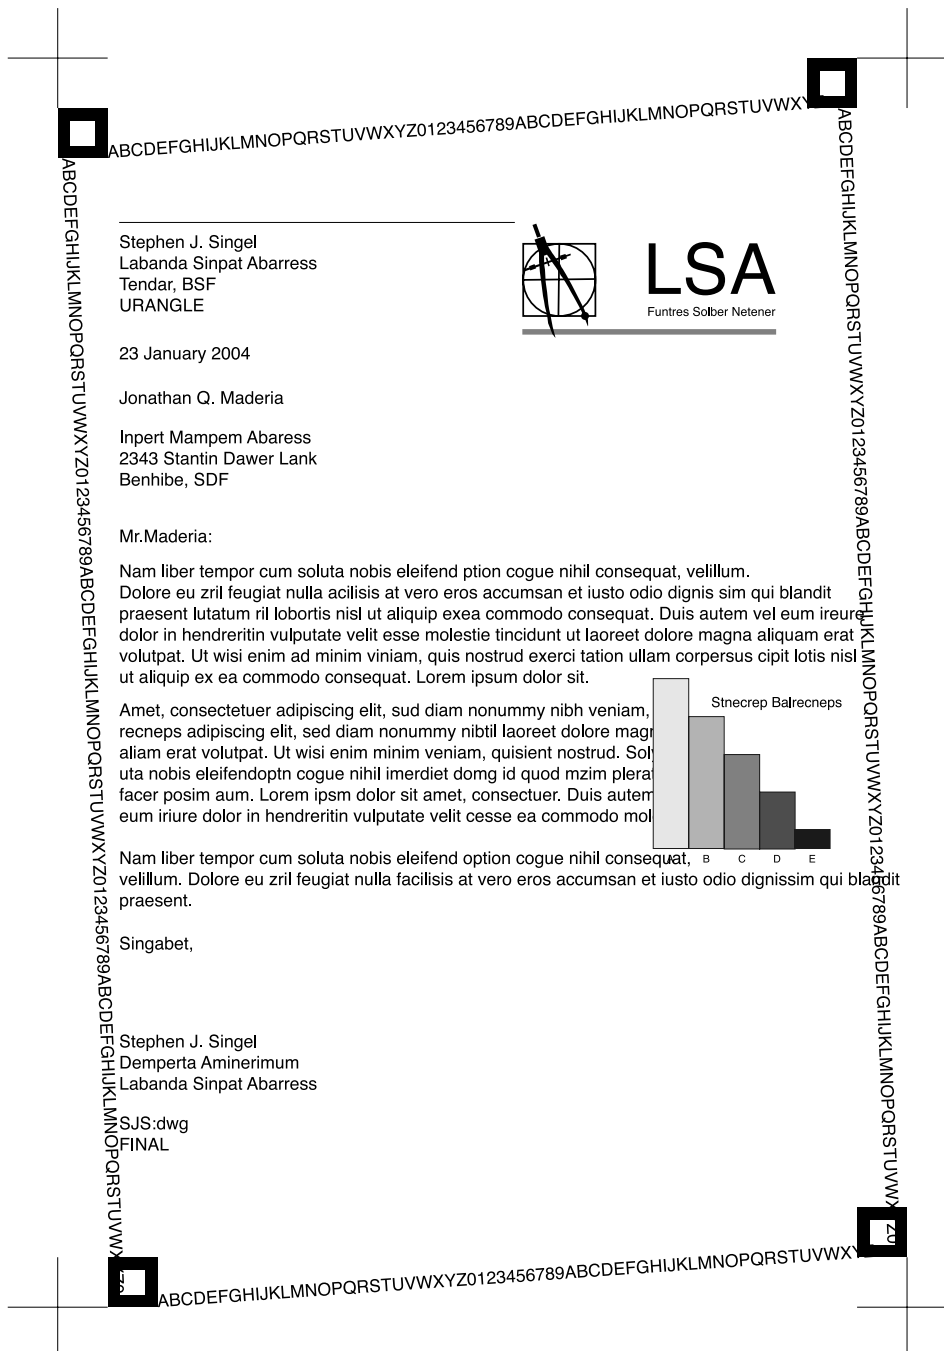 ABCDEFGHIJKLMNOPQRSTUVWXYZ0123456789ABCDEFGHIJKLMNOPQRSTUVWXY
ABCDEFGHIJKLMNOPQRSTUVWXYZ0123456789ABCDEFGHIJKLMNOPQRSTUVWXYZ0123456789ABCDEFGHIJKLMNOPQRSTUVWX
ABCDEFGHIJKLMNOPQRSTUVWXYZ0123456789ABCDEFGHIJKLMNOPQRSTUVWXYZ0123456789ABCDEFGHIJKLMNOPQRSTUVWX
Stephen J. Singel
Labanda Sinpat Abarress
Tendar, BSF
URANGLE
LSA
Funtres Solber Netener
23 January 2004
Jonathan Q. Maderia
Inpert Mampem Abaress
2343 Stantin Dawer Lank
Benhibe, SDF
Mr.Maderia:
Nam liber tempor cum soluta nobis eleifend ption cogue nihil consequat, velillum.
Dolore eu zril feugiat nulla acilisis at vero eros accumsan et iusto odio dignis sim qui blandit
praesent lutatum ril lobortis nisl ut aliquip exea commodo consequat. Duis autem vel eum ireure
dolor in hendreritin vulputate velit esse molestie tincidunt ut laoreet dolore magna aliquam erat
volutpat. Ut wisi enim ad minim viniam, quis nostrud exerci tation ullam corpersus cipit lotis nisl
ut aliquip ex ea commodo consequat. Lorem ipsum dolor sit.
Amet, consectetuer adipiscing elit, sud diam nonummy nibh veniam,
recneps adipiscing elit, sed diam nonummy nibtil laoreet dolore
aliam erat volutpat. Ut wisi enim minim veniam, quisient nostrud.
uta nobis eleifendoptn cogue nihil imerdiet domg id quod mzim
facer posim aum. Lorem ipsm dolor sit amet, consectuer. Duis autem
eum iriure dolor in hendreritin vulputate velit cesse ea commodo
Stnecrep Balrecneps
A B C D E
Nam liber tempor cum soluta nobis eleifend option cogue nihil consequat,
velillum. Dolore eu zril feugiat nulla facilisis at vero eros accumsan et iusto odio dignissim qui blandit
praesent.
Singabet,
Stephen J. Singel
Demperta Aminerimum
Labanda Sinpat Abarress
SJS:dwg
FINAL
ABCDEFGHIJKLMNOPQRSTUVWXYZ0123456789ABCDEFGHIJKLMNOPQRSTUVWXY